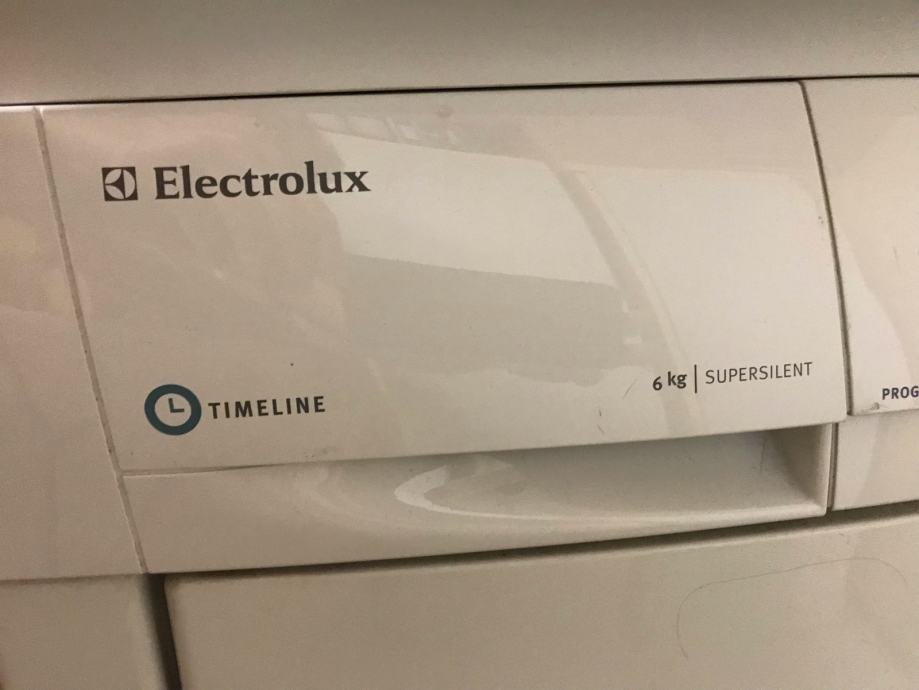 Electrolux
TIMELINE
6 kg | SUPERSILENT
PROG